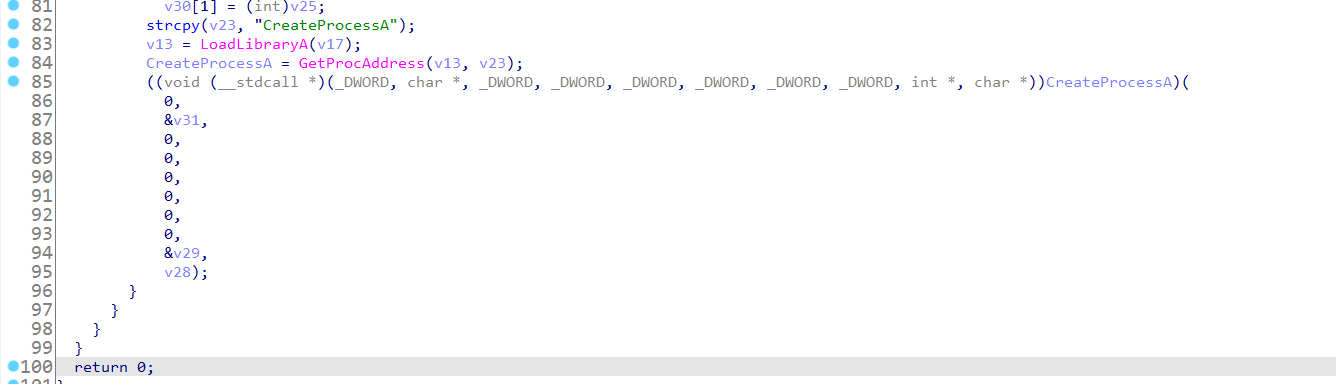 81 v30[1] = (int)v25;
82 strcpy(v23, "CreateProcessA");
83 v13 = LoadLibraryA(v17);
84 CreateProcessA = GetProcAddress(v13, v23);
85 ((void (__stdcall *)(_DWORD, char *, _DWORD, _DWORD, _DWORD, _DWORD, _DWORD, _DWORD, int *, char *))CreateProcessA)(
86 0,
87 &v31,
88 0,
89 0,
90 0,
91 0,
92 0,
93 0,
94 &v29,
95 v28);
96 }
97 }
98 }
99 }
100 return 0;
101 }